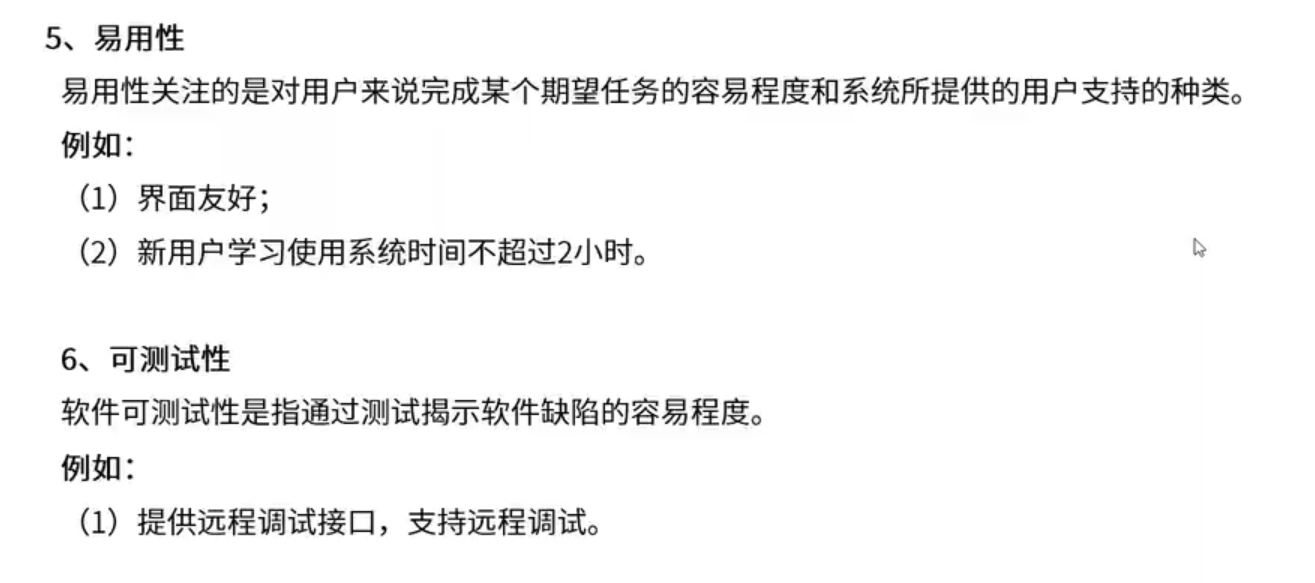 5、易用性
易用性关注的是对用户来说完成某个期望任务的容易程度和系统所提供的用户支持的种类。
例如：
（1）界面友好；
（2）新用户学习使用系统时间不超过2小时。
6、可测试性
软件可测试性是指通过测试揭示软件缺陷的容易程度。
例如：
（1）提供远程调试接口，支持远程调试。